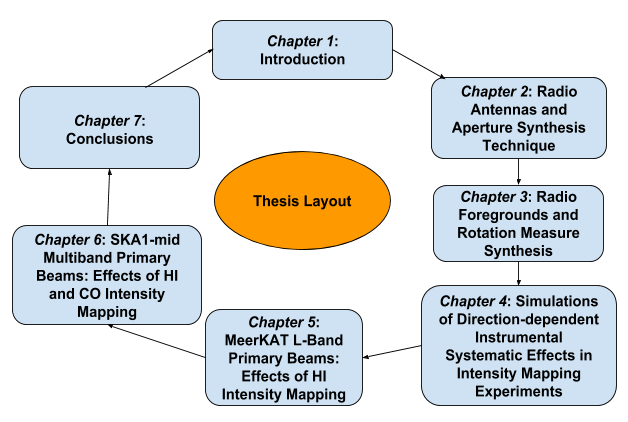 Chapter 1:
Introduction
Chapter 2: Radio
Antennas and
Aperture Synthesis
Technique
Chapter 3: Radio
Foregrounds and
Rotation Measure
Synthesis
Chapter 4: Simulations
of Direction-dependent
Instrumental
Systematic Effects in
Intensity Mapping
Experiments
Chapter 5:
MeerKAT L-Band
Primary Beams:
Effects of HI
Intensity Mapping
Chapter 6: SKA1-mid
Multiband Primary
Beams: Effects of HI
and CO Intensity
Mapping
Chapter 7:
Conclusions
Thesis Layout